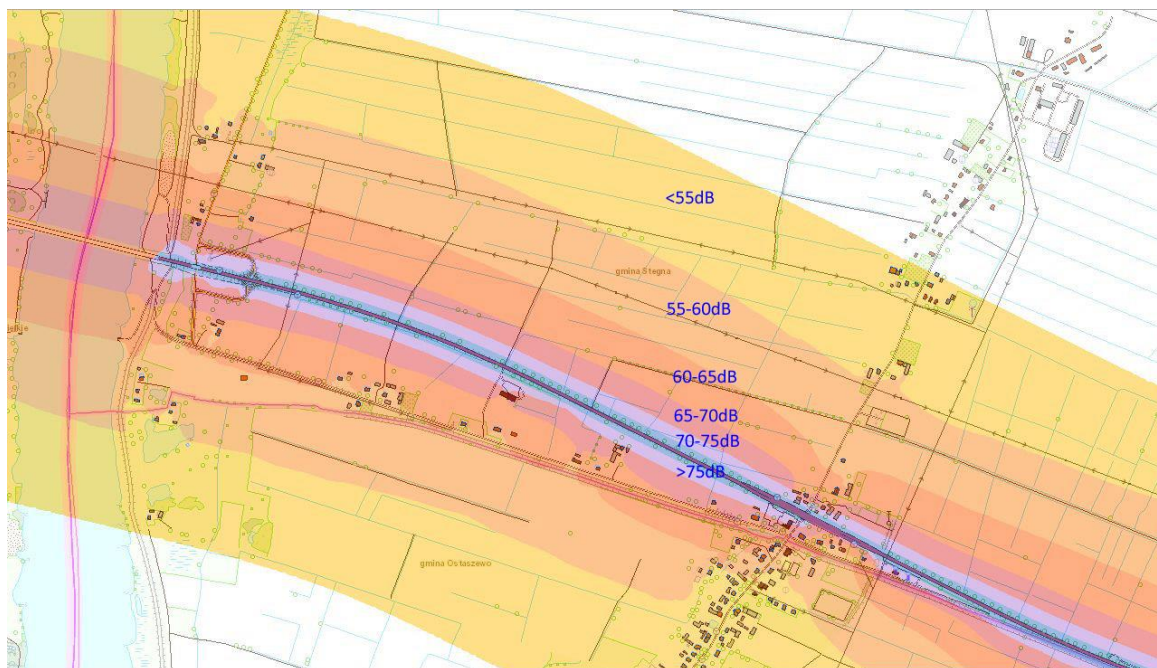 <55dB
gmina Stegna
55-60dB
60-65dB
65-70dB
70-75dB
>75dB
gmina Ostaszewo